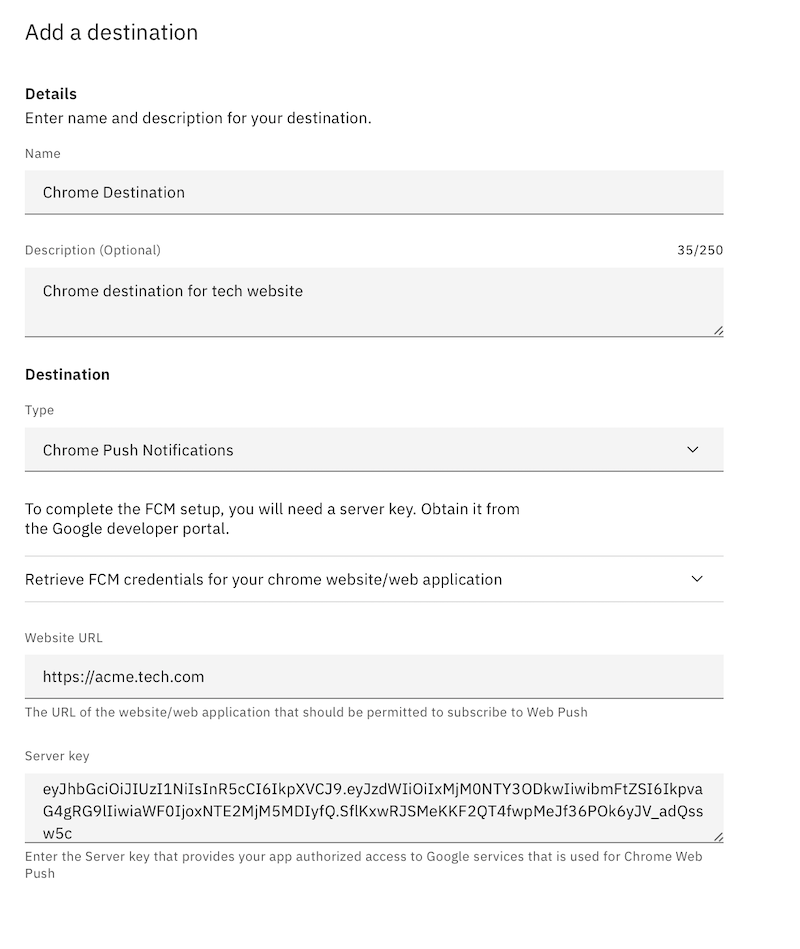 Add a destination
Details
Enter name and description for your destination.
Name
Chrome Destination
Description (Optional)
35/250
Chrome destination for tech website
Destination
Type
Chrome Push Notifications
To complete the FCM setup, you will need a server key. Obtain it from
the Google developer portal.
Retrieve FCM credentials for your chrome website/web application
Website URL
https://acme.tech.com
The URL of the website/web application that should be permitted to subscribe to Web Push
Server key
eyJhbGciOiJIUzI1NiIsInR5cCI6IkpXVCJ9.eyJzdWIiOiIxMjM0NTY3ODkwIiwibmFtZSI6Ikpva
G4gRG9lIiwiaWF0IjoxNTE2MjM5MDIyfQ.SflKxwRJSMeKKF2QT4fwpMeJf36POk6yJV_adQss
w5c
Enter the Server key that provides your app authorized access to Google services that is used for Chrome Web
Push